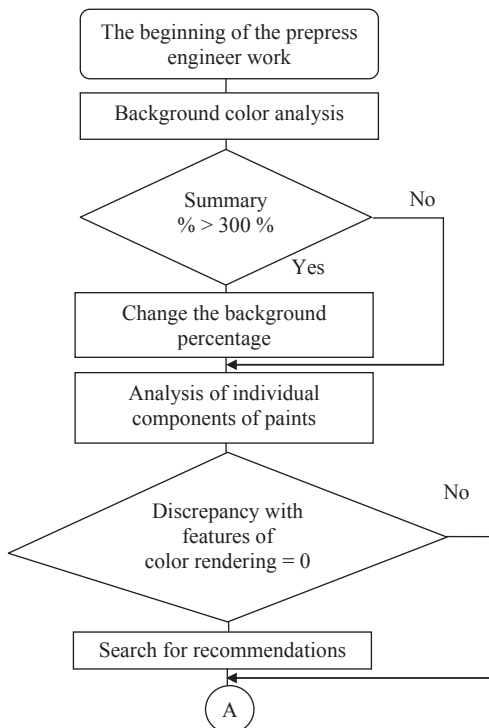 The beginning of the prepress
engineer work
Background color analysis
Summary
% > 300 %
No
Yes
Change the background
percentage
Analysis of individual
components of paints
No
Discrepancy with
features of
color rendering = 0
Search for recommendations
A